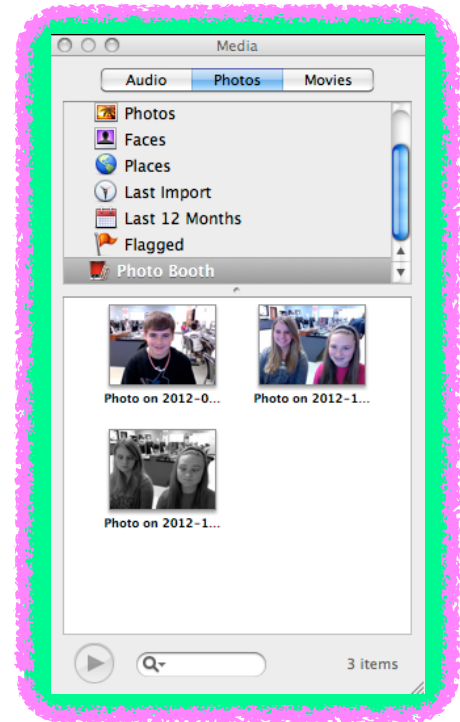 Media
Audio Photos Movies
Photos
Faces
Places
Last Import
Last 12 Months
Flagged
Photo Booth
Photo on 2012-0... Photo on 2012-1...
Photo on 2012-1...
3 items